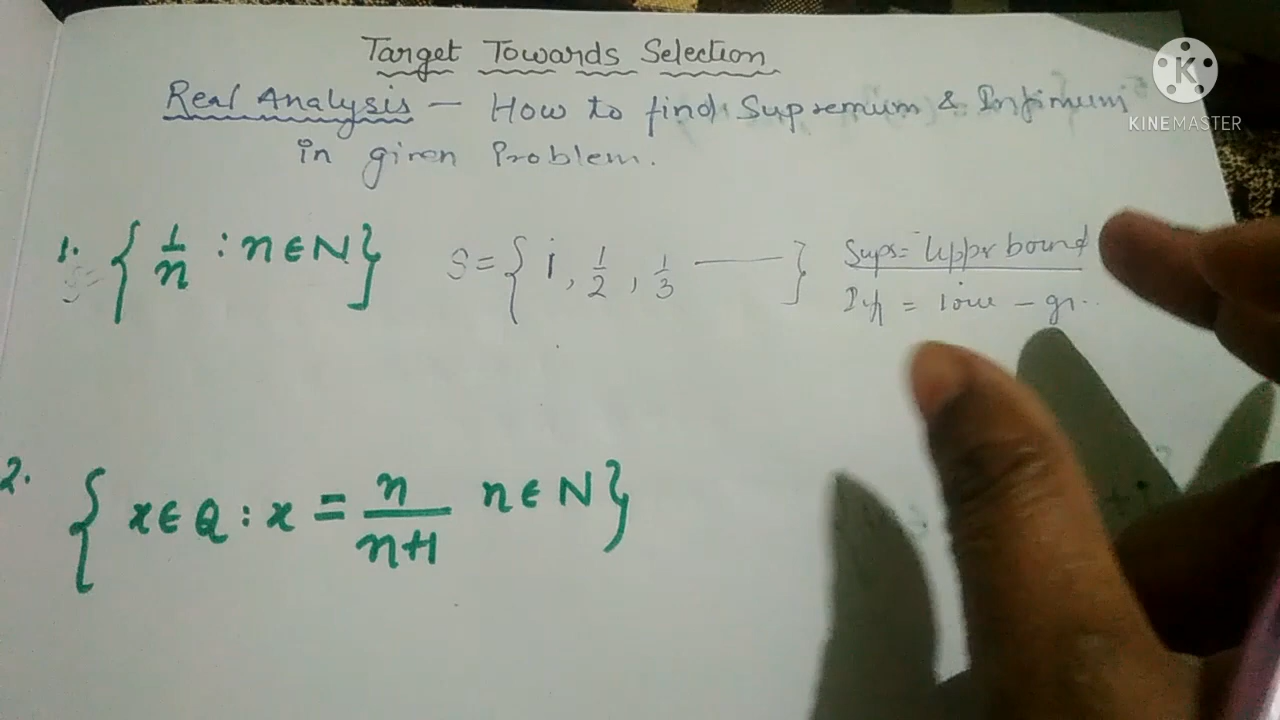 Target Towards Selection
Real Analysis — How to find Supremum & Infimum
in given Problem.
KINEMASTER
1. { 1/n : n ∈ N }
S = { 1, 1/2, 1/3 —— }
Sup = Upper bound
Inf = low - gr..
2. { x ∈ Q : x = n/n+1 n ∈ N }